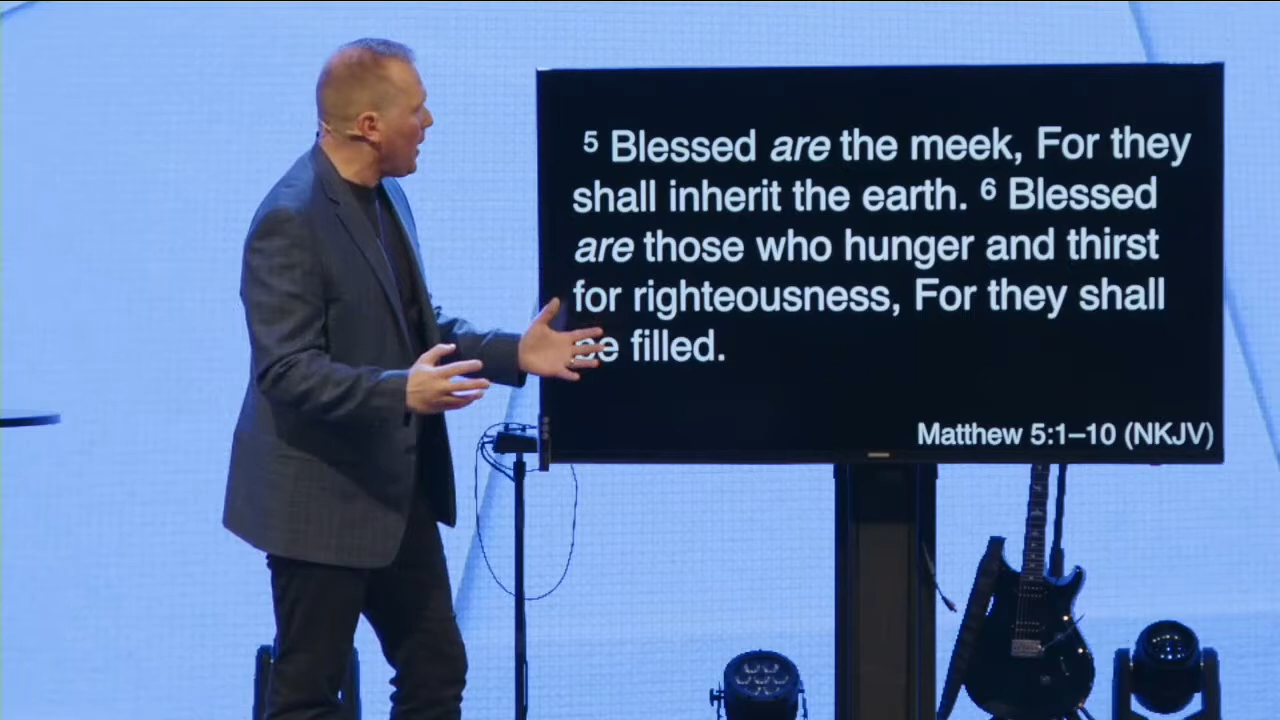 ⁵ Blessed are the meek, For they
shall inherit the earth. ⁶ Blessed
are those who hunger and thirst
for righteousness, For they shall
be filled.
Matthew 5:1–10 (NKJV)